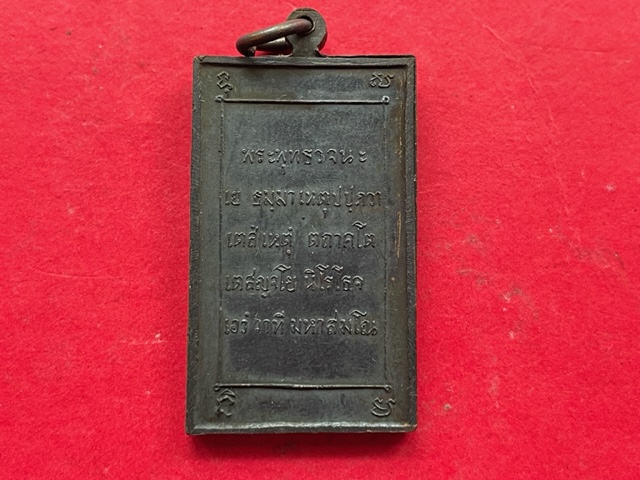 พระพุทธวจนะ
เย ธมฺมา เหตุปฺปภวา
เตสํ เหตุํ ตถาคโต
เตสญฺจโย นิโรโธจ
เอวํ วาที มหาสมโณ